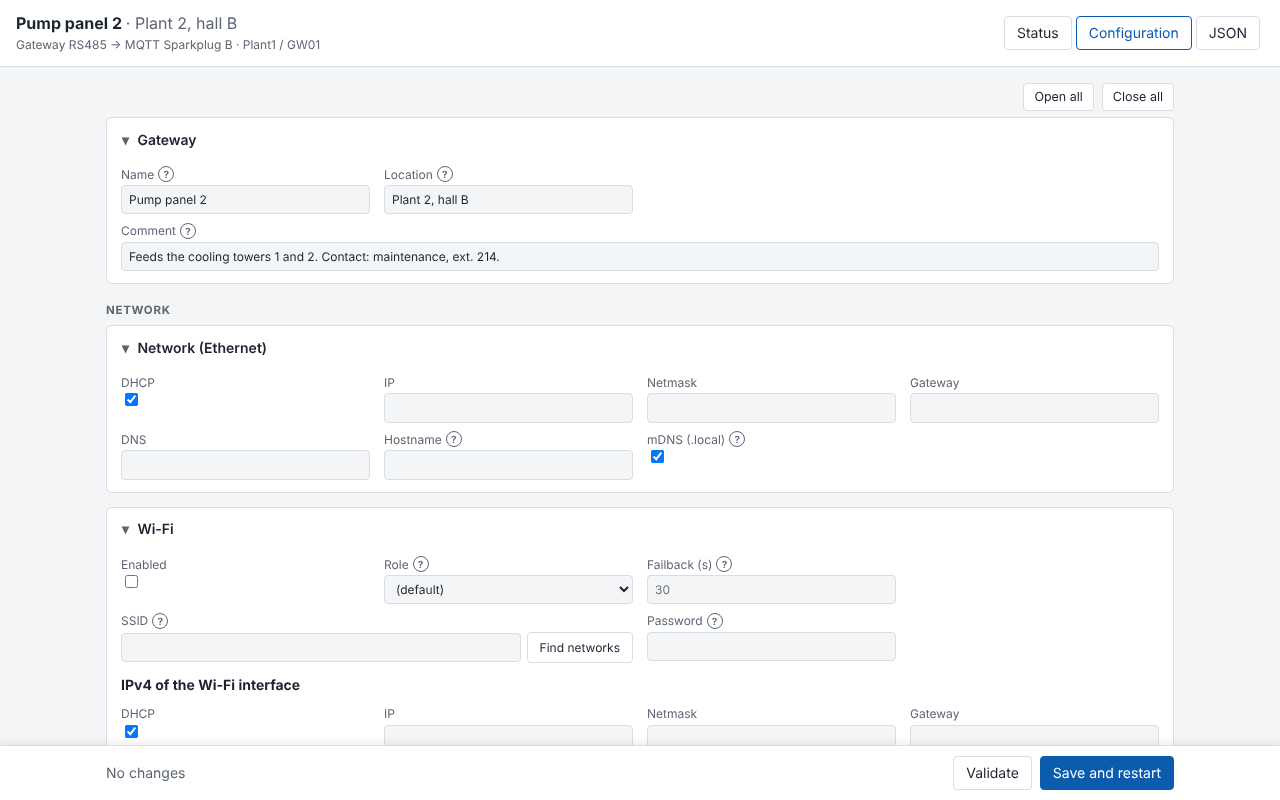 Pump panel 2 · Plant 2, hall B
Gateway RS485 → MQTT Sparkplug B · Plant1 / GW01
Status Configuration JSON
Open all Close all
▼ Gateway
Name ? Location ?
Pump panel 2 Plant 2, hall B
Comment ?
Feeds the cooling towers 1 and 2. Contact: maintenance, ext. 214.
NETWORK
▼ Network (Ethernet)
DHCP IP Netmask Gateway
DNS Hostname ? mDNS (.local) ?
▼ Wi-Fi
Enabled Role ? Failback (s) ?
(default) 30
SSID ? Password ?
Find networks
IPv4 of the Wi-Fi interface
DHCP IP Netmask Gateway
No changes Validate Save and restart